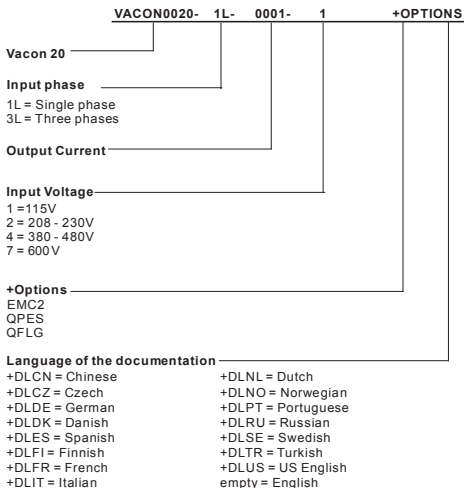 VACON0020- 1L- 0001- 1 +OPTIONS
Vacon 20
Input phase
1L = Single phase
3L = Three phases
Output Current
Input Voltage
1 =115V
2 = 208 - 230V
4 = 380 - 480V
7 = 600V
+Options
EMC2
QPES
QFLG
Language of the documentation
+DLCN = Chinese
+DLCZ = Czech
+DLDE = German
+DLDK = Danish
+DLES = Spanish
+DLFI = Finnish
+DLFR = French
+DLIT = Italian
+DLNL = Dutch
+DLNO = Norwegian
+DLPT = Portuguese
+DLRU = Russian
+DLSE = Swedish
+DLTR = Turkish
+DLUS = US English
empty = English